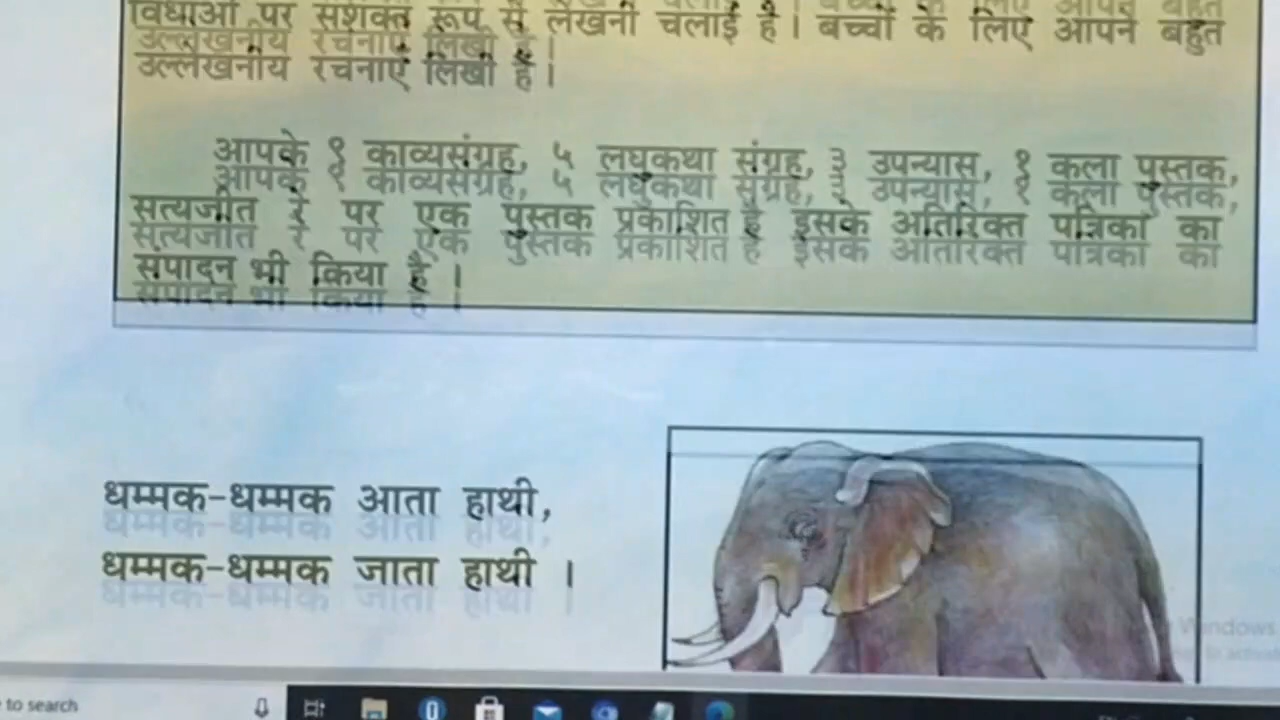 विधाओं पर सशक्त रूप से लेखनी चलाई है। बच्चों के लिए आपने बहुत
उल्लेखनीय रचनाएँ लिखी हैं।
आपके १ काव्यसंग्रह, ५ लघुकथा संग्रह, ३ उपन्यास, १ कला पुस्तक,
सत्यजीत रे पर एक पुस्तक प्रकाशित है इसके अतिरिक्त पत्रिका का
संपादन भी किया है ।
धम्मक-धम्मक आता हाथी,
धम्मक-धम्मक जाता हाथी ।
Windows
to search